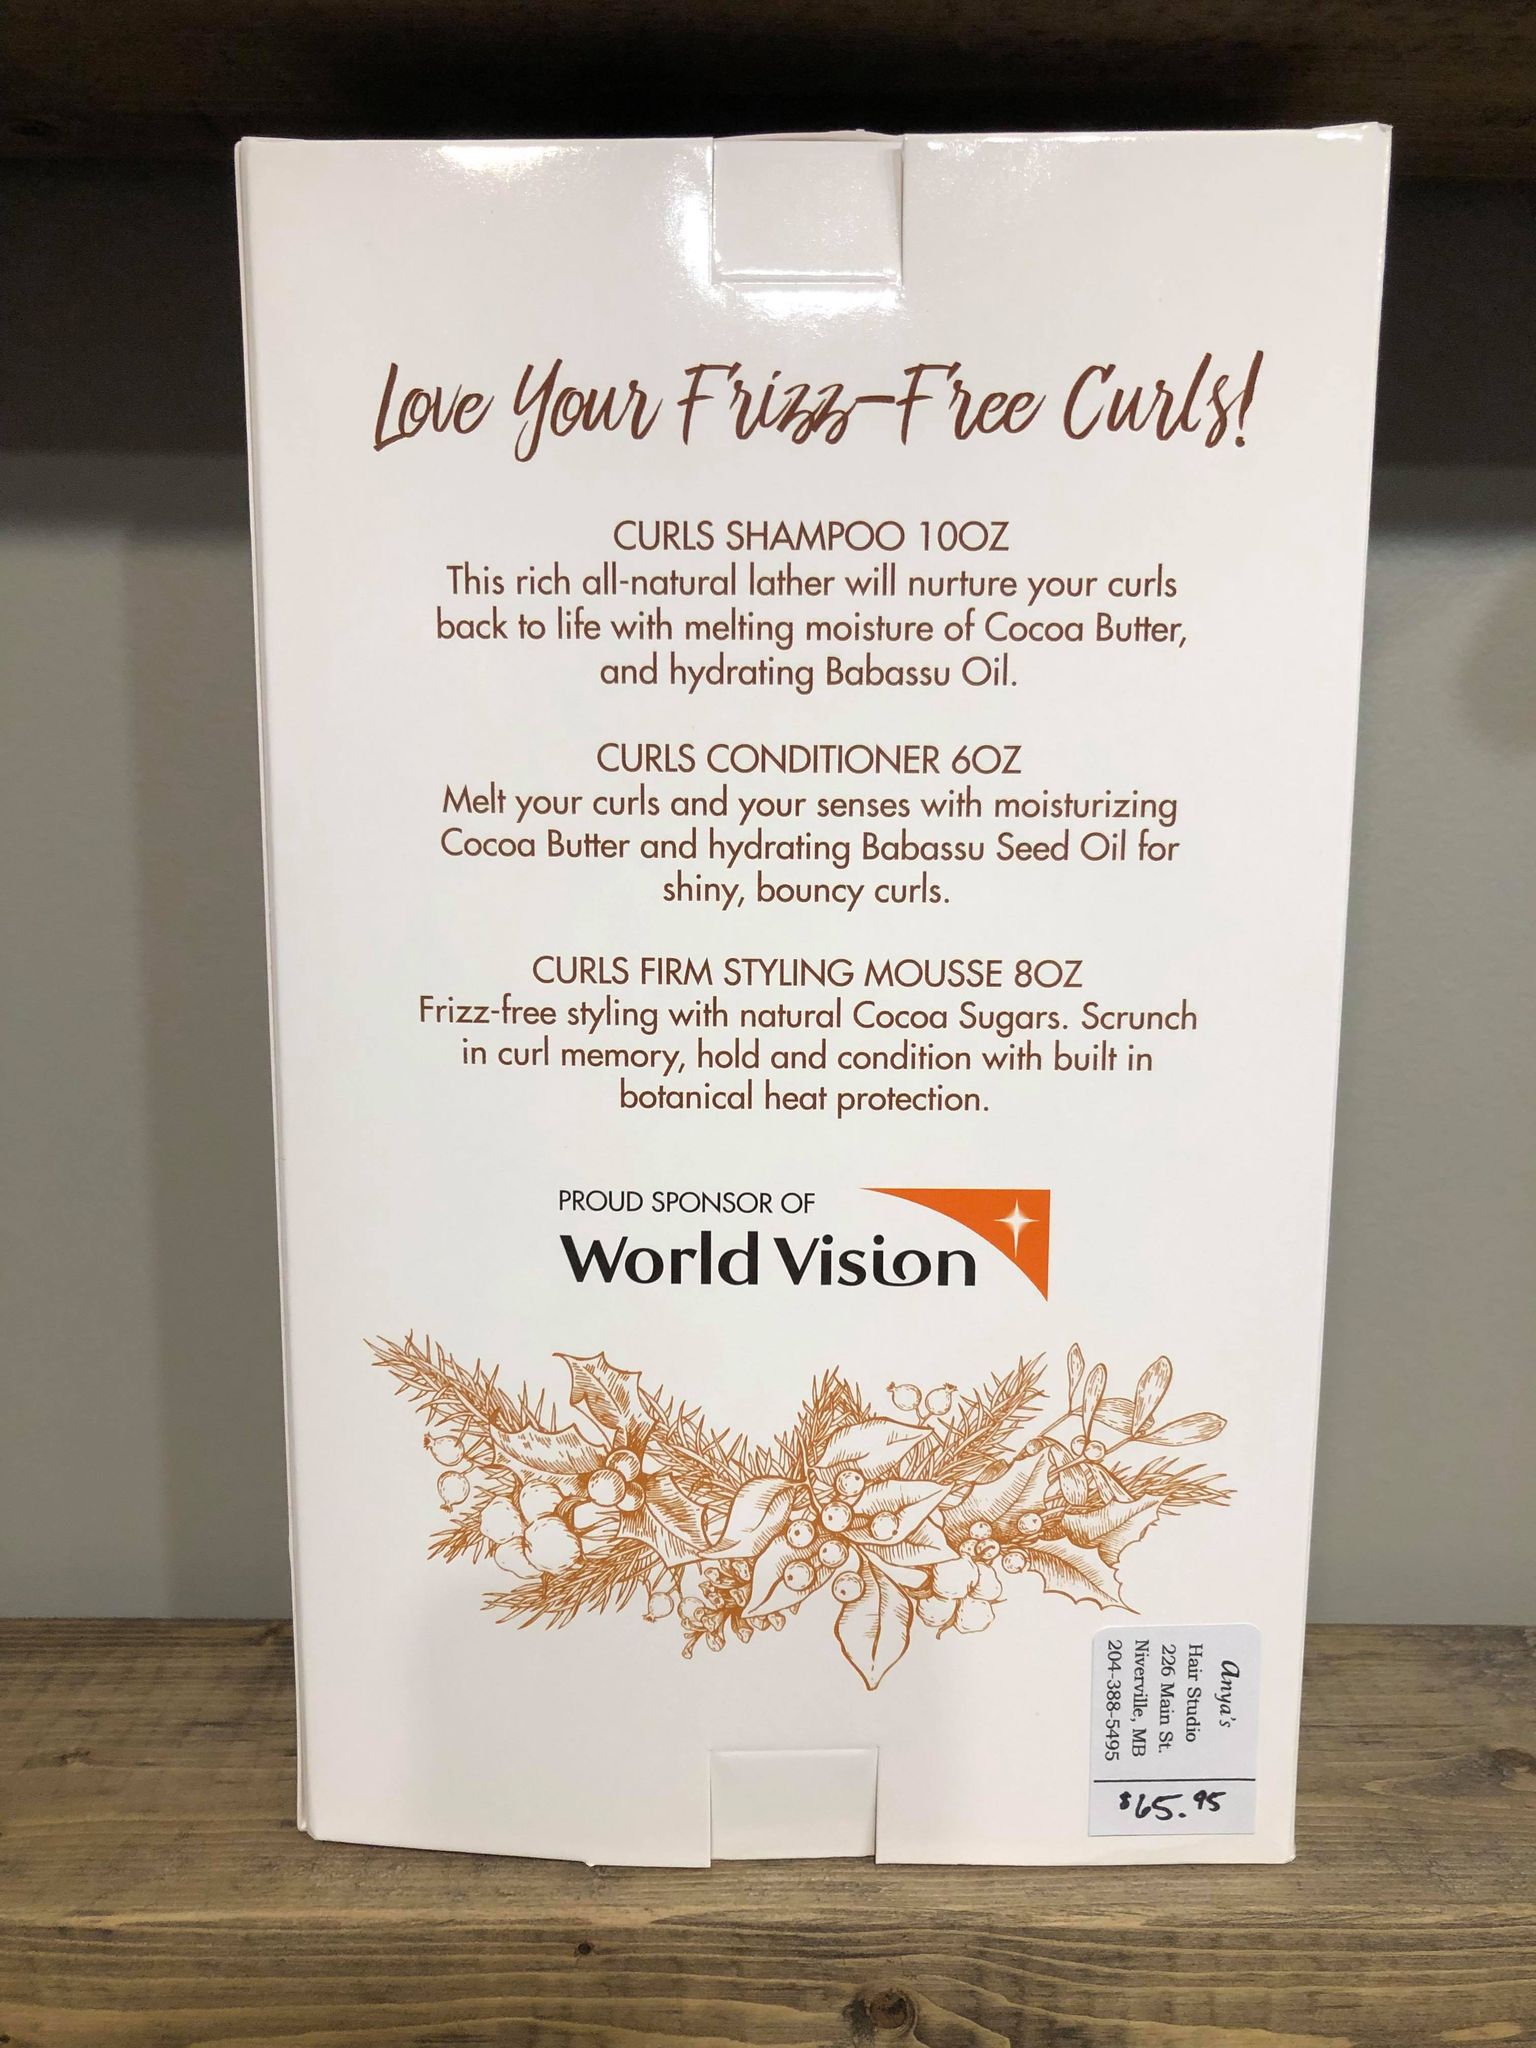 Love Your Frizz-Free Curls!
CURLS SHAMPOO 10OZ
This rich all-natural lather will nurture your curls
back to life with melting moisture of Cocoa Butter,
and hydrating Babassu Oil.
CURLS CONDITIONER 6OZ
Melt your curls and your senses with moisturizing
Cocoa Butter and hydrating Babassu Seed Oil for
shiny, bouncy curls.
CURLS FIRM STYLING MOUSSE 8OZ
Frizz-free styling with natural Cocoa Sugars. Scrunch
in curl memory, hold and condition with built in
botanical heat protection.
PROUD SPONSOR OF
World Vision
Anya's
Hair Studio
226 Main St.
Niverville, MB
204-388-5495
$65.95